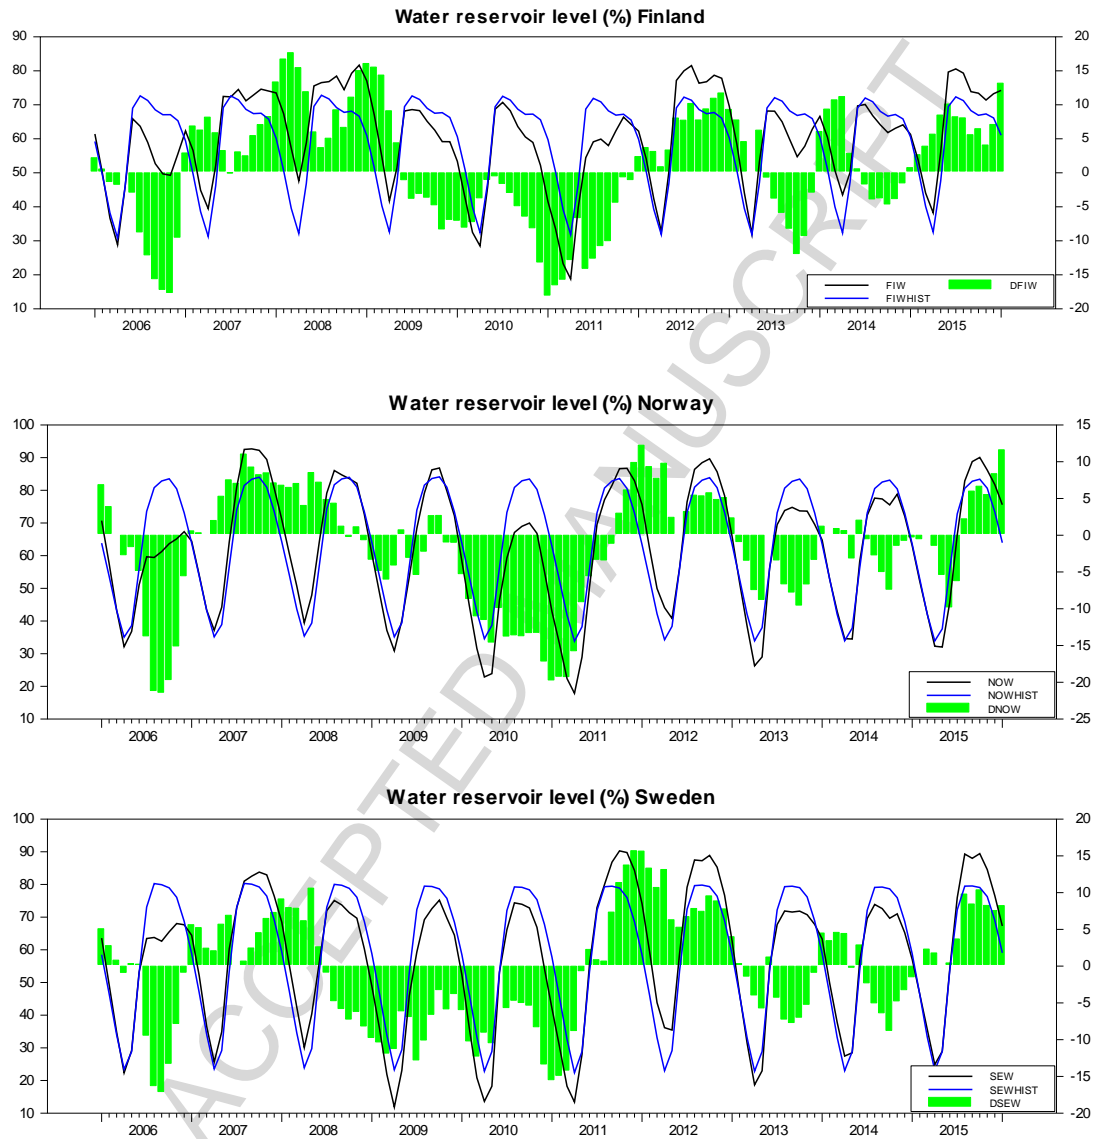 Water reservoir level (%) Finland
90 80 70 60 50 40 30 20 10
20 15 10 5 0 -5 -10 -15 -20
FIW DFIW
FIWHIST
2006 2007 2008 2009 2010 2011 2012 2013 2014 2015
Water reservoir level (%) Norway
100 90 80 70 60 50 40 30 20 10
15 10 5 0 -5 -10 -15 -20 -25
NOW
NOWHIST
DNOW
2006 2007 2008 2009 2010 2011 2012 2013 2014 2015
Water reservoir level (%) Sweden
100 90 80 70 60 50 40 30 20 10
20 15 10 5 0 -5 -10 -15 -20
SEW
SEWHIST
DSEW
2006 2007 2008 2009 2010 2011 2012 2013 2014 2015
ACCEPTED MANUSCRIPT